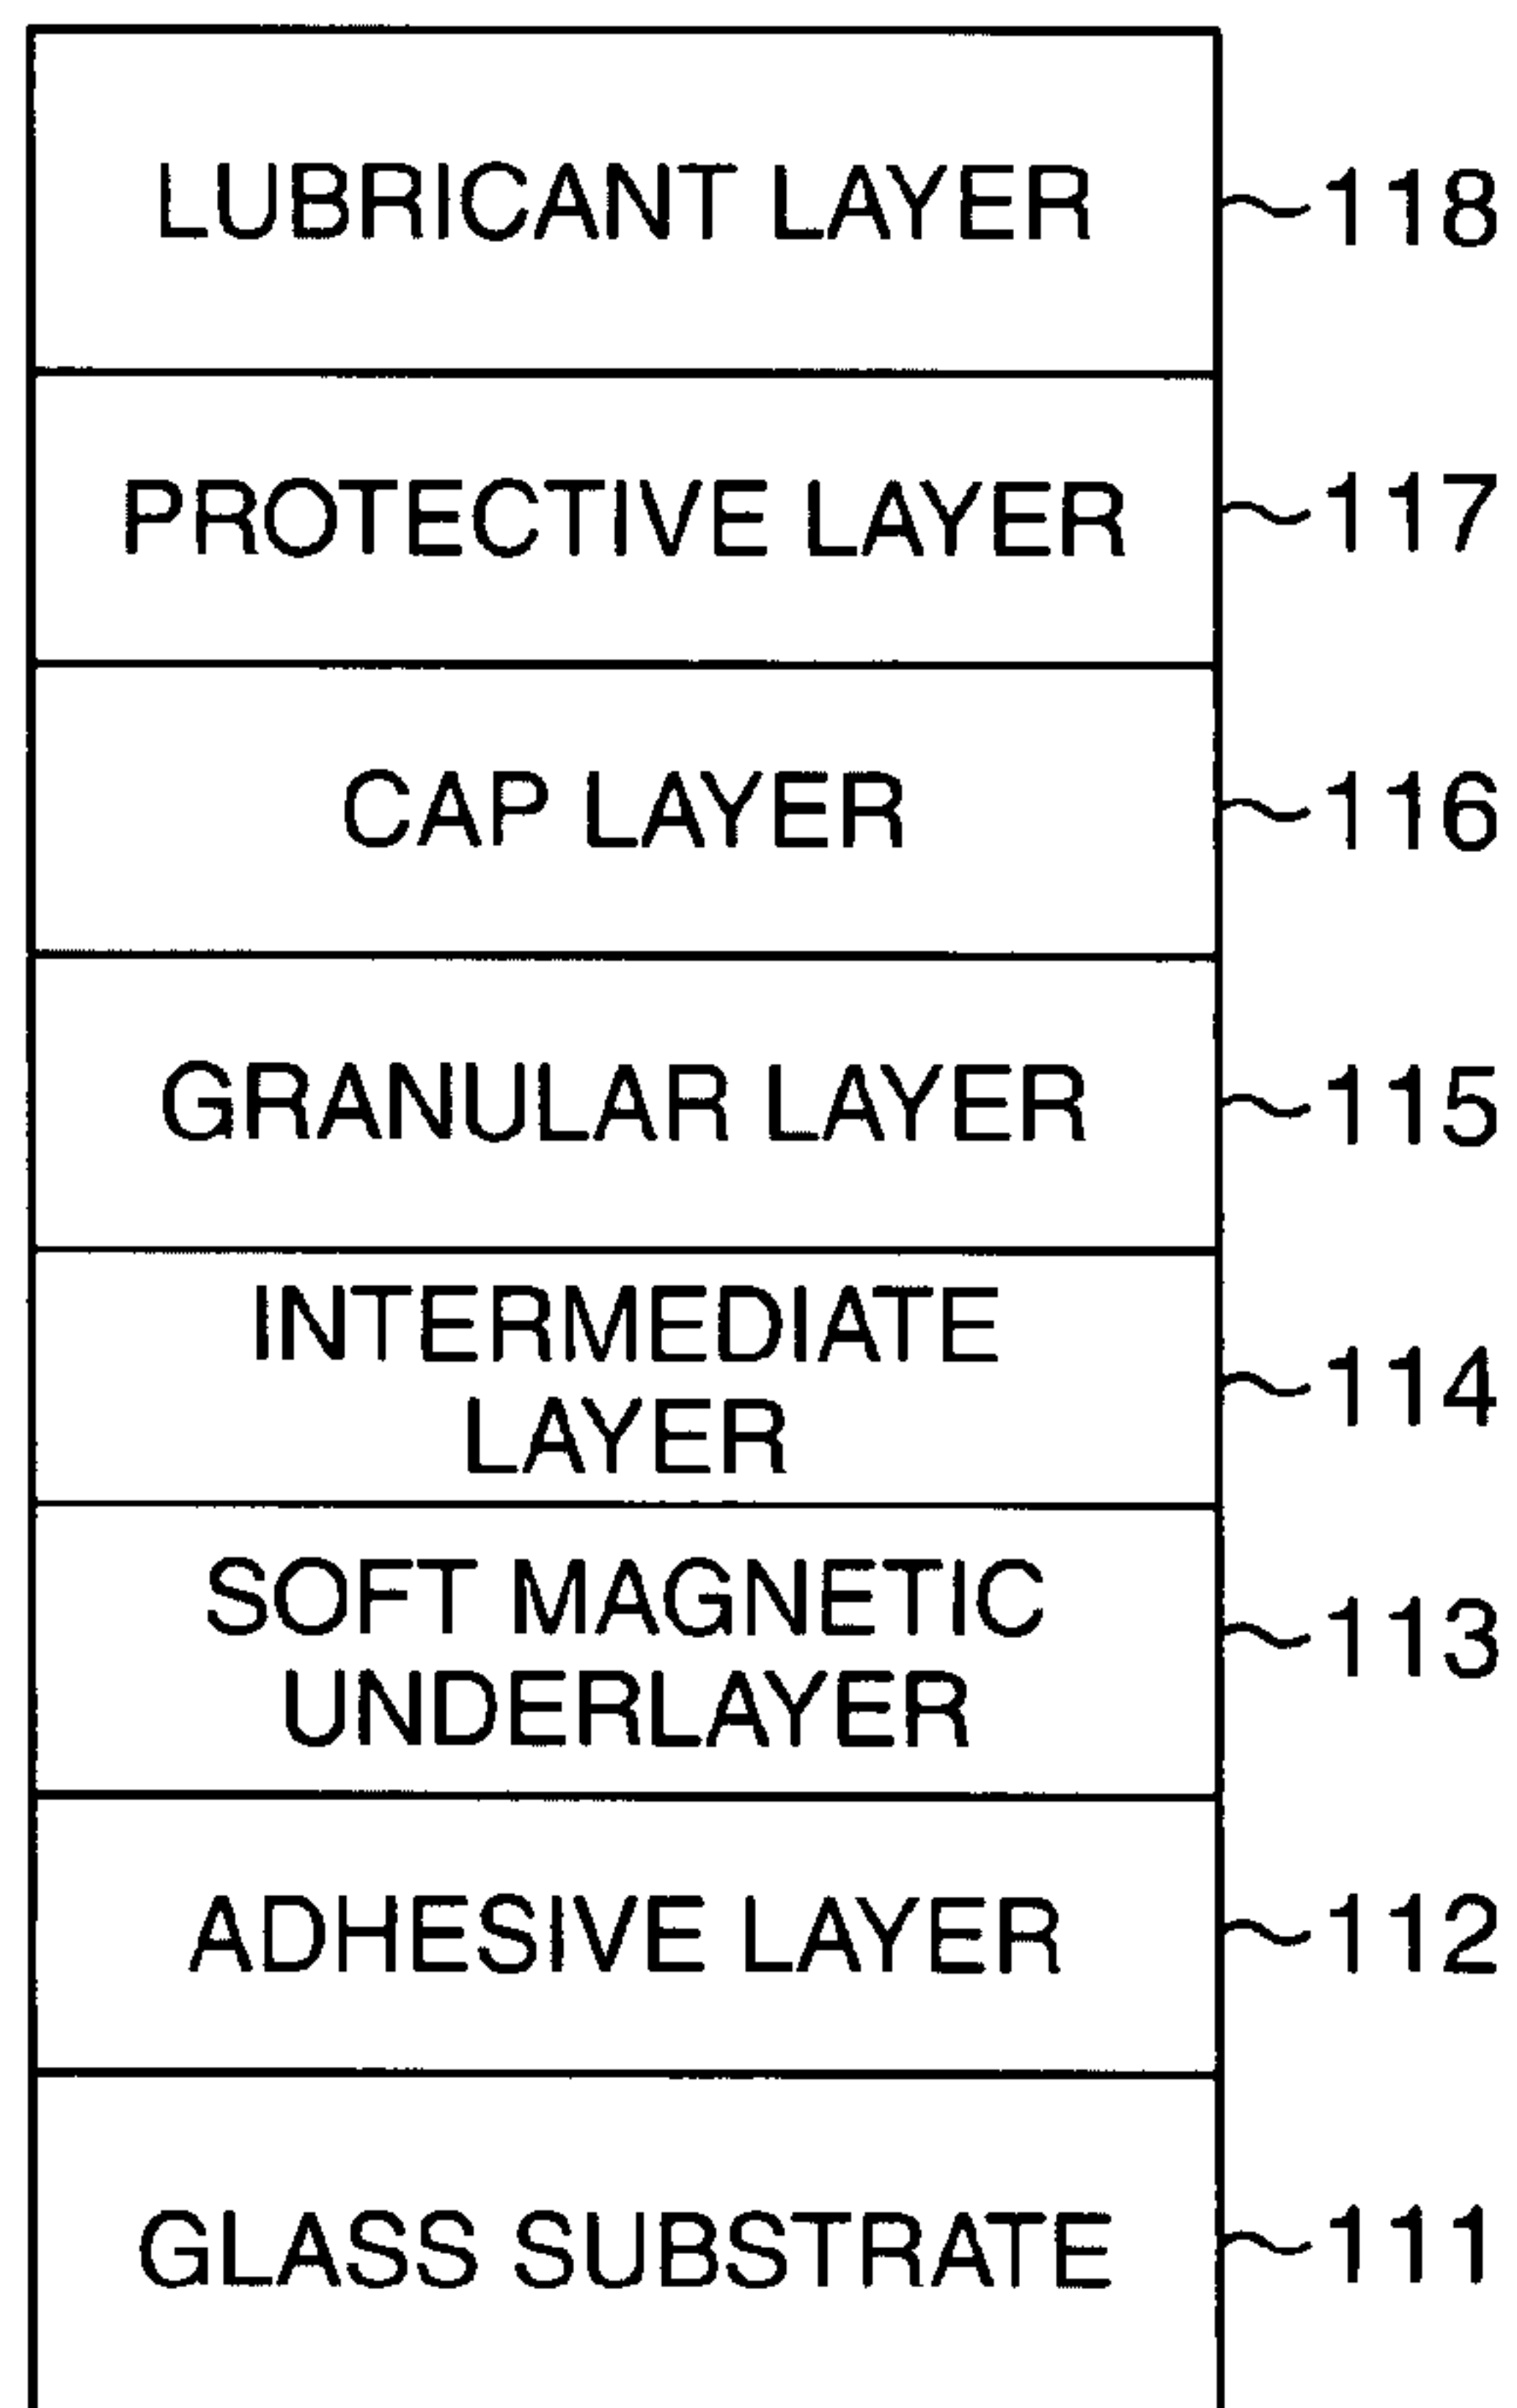 LUBRICANT LAYER 118
PROTECTIVE LAYER 117
CAP LAYER 116
GRANULAR LAYER 115
INTERMEDIATE
LAYER 114
SOFT MAGNETIC
UNDERLAYER 113
ADHESIVE LAYER 112
GLASS SUBSTRATE 111